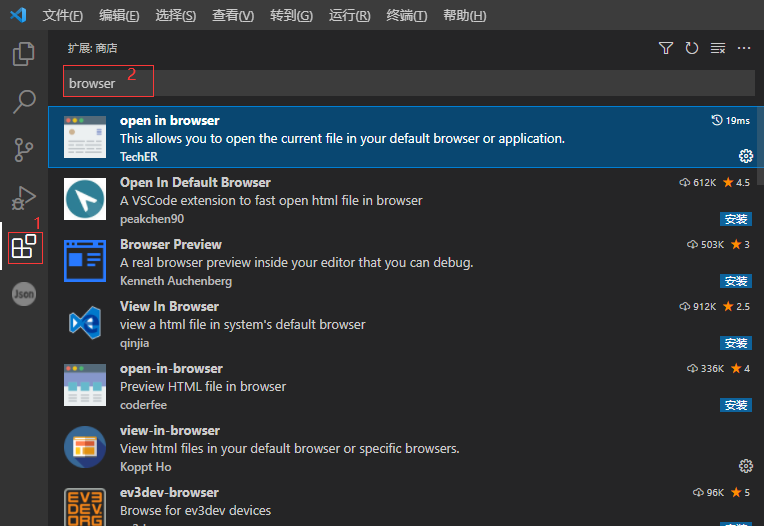 文件(F) 编辑(E) 选择(S) 查看(V) 转到(G) 运行(R) 终端(T) 帮助(H)
扩展: 商店
browser 2
1
Json
open in browser 19ms
This allows you to open the current file in your default browser or application.
TechER
Open In Default Browser 612K 4.5
A VSCode extension to fast open html file in browser
peakchen90 安装
Browser Preview 503K 3
A real browser preview inside your editor that you can debug.
Kenneth Auchenberg 安装
View In Browser 912K 2.5
view a html file in system's default browser
qinjia 安装
open-in-browser 336K 4
Preview HTML file in browser
coderfee 安装
view-in-browser
View html files in your default browser or specific browsers.
Koppt Ho
ev3dev-browser 96K 5
EV3
DEV
.ORG
Browse for ev3dev devices